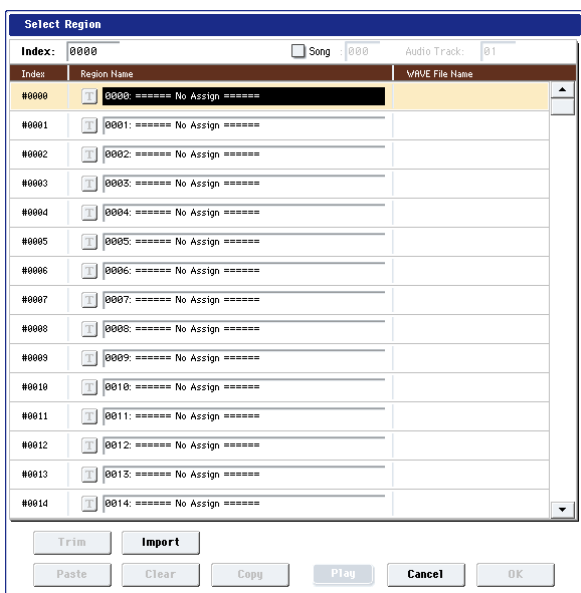 Select Region
Index: 0000 Song : 000 Audio Track: 01
Index Region Name WAVE File Name
#0000 T 0000: ====== No Assign ======
#0001 T 0001: ====== No Assign ======
#0002 T 0002: ====== No Assign ======
#0003 T 0003: ====== No Assign ======
#0004 T 0004: ====== No Assign ======
#0005 T 0005: ====== No Assign ======
#0006 T 0006: ====== No Assign ======
#0007 T 0007: ====== No Assign ======
#0008 T 0008: ====== No Assign ======
#0009 T 0009: ====== No Assign ======
#0010 T 0010: ====== No Assign ======
#0011 T 0011: ====== No Assign ======
#0012 T 0012: ====== No Assign ======
#0013 T 0013: ====== No Assign ======
#0014 T 0014: ====== No Assign ======
Trim Import
Paste Clear Copy Play Cancel OK